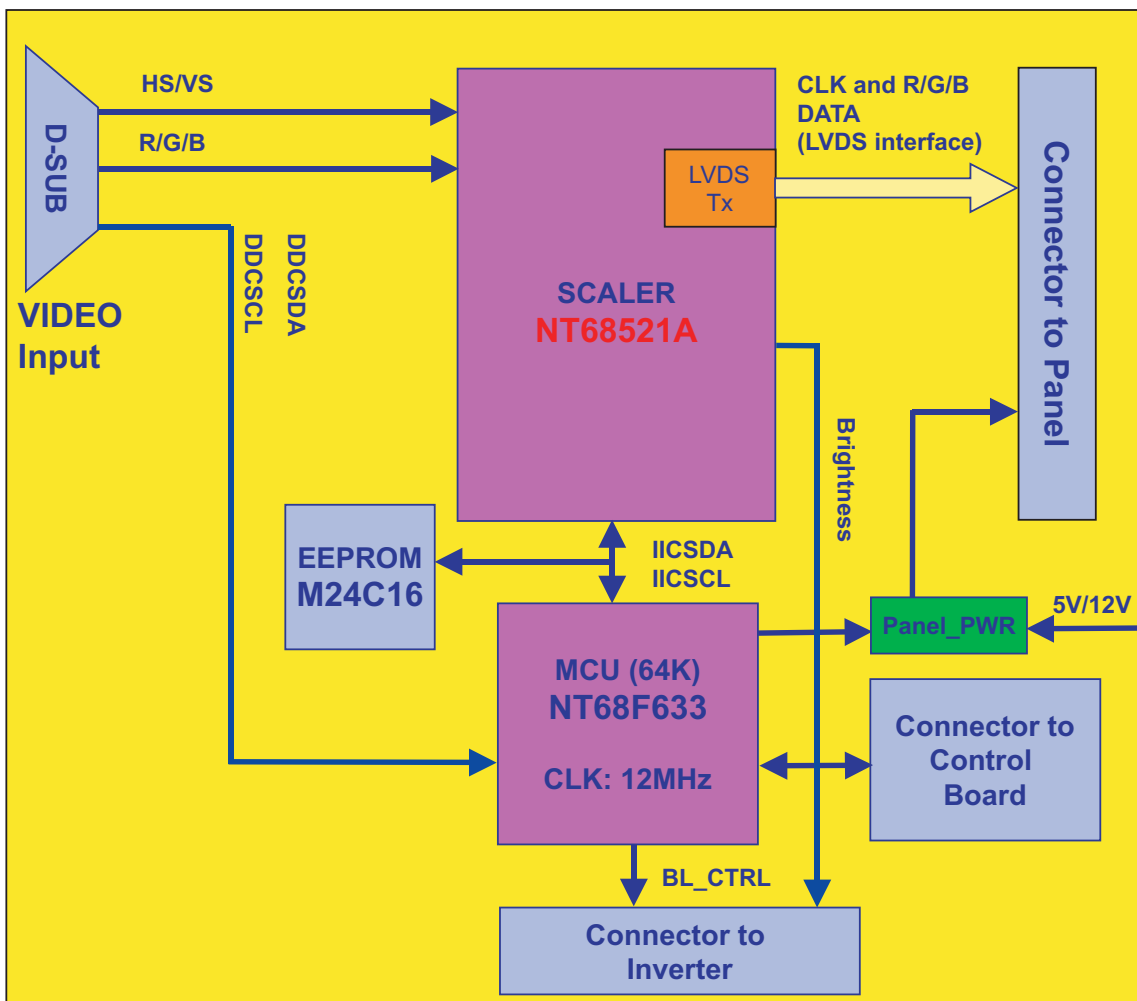 HS/VS
R/G/B
D-SUB
VIDEO
Input
DDCSDA
DDCSCL
CLK and R/G/B
DATA
(LVDS interface)
LVDS
Tx
SCALER
NT68521A
Connector to Panel
Brightness
EEPROM
M24C16
IICSDA
IICSCL
MCU (64K)
NT68F633
CLK: 12MHz
Panel_PWR
5V/12V
Connector to
Control
Board
BL_CTRL
Connector to
Inverter